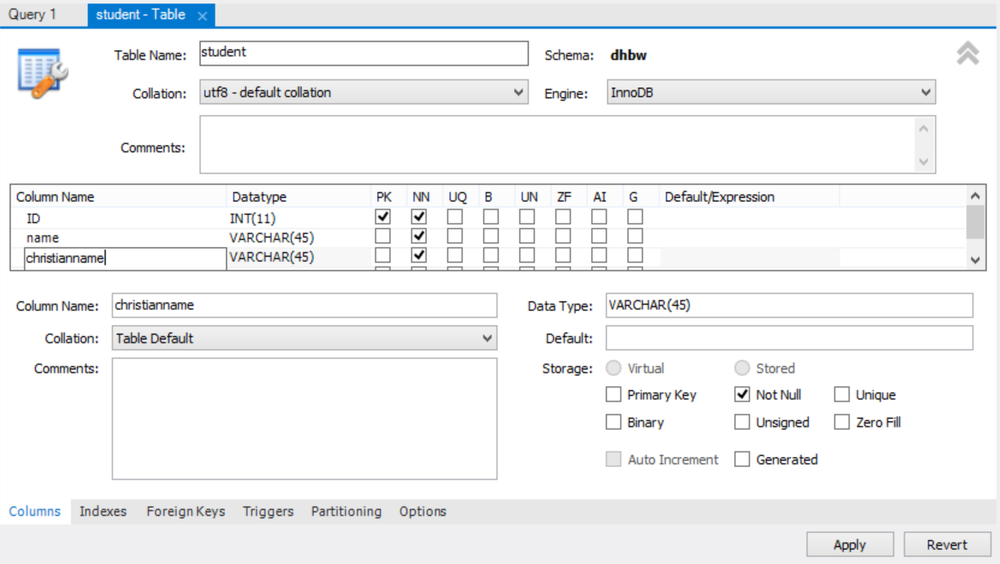 Query 1 student - Table ×
Table Name: student Schema: dhbw
Collation: utf8 - default collation Engine: InnoDB
Comments:
Column Name Datatype PK NN UQ B UN ZF AI G Default/Expression
ID INT(11)
name VARCHAR(45)
christianname VARCHAR(45)
Column Name: christianname Data Type: VARCHAR(45)
Collation: Table Default Default:
Comments: Storage: Virtual Stored
Primary Key Not Null Unique
Binary Unsigned Zero Fill
Auto Increment Generated
Columns Indexes Foreign Keys Triggers Partitioning Options
Apply Revert